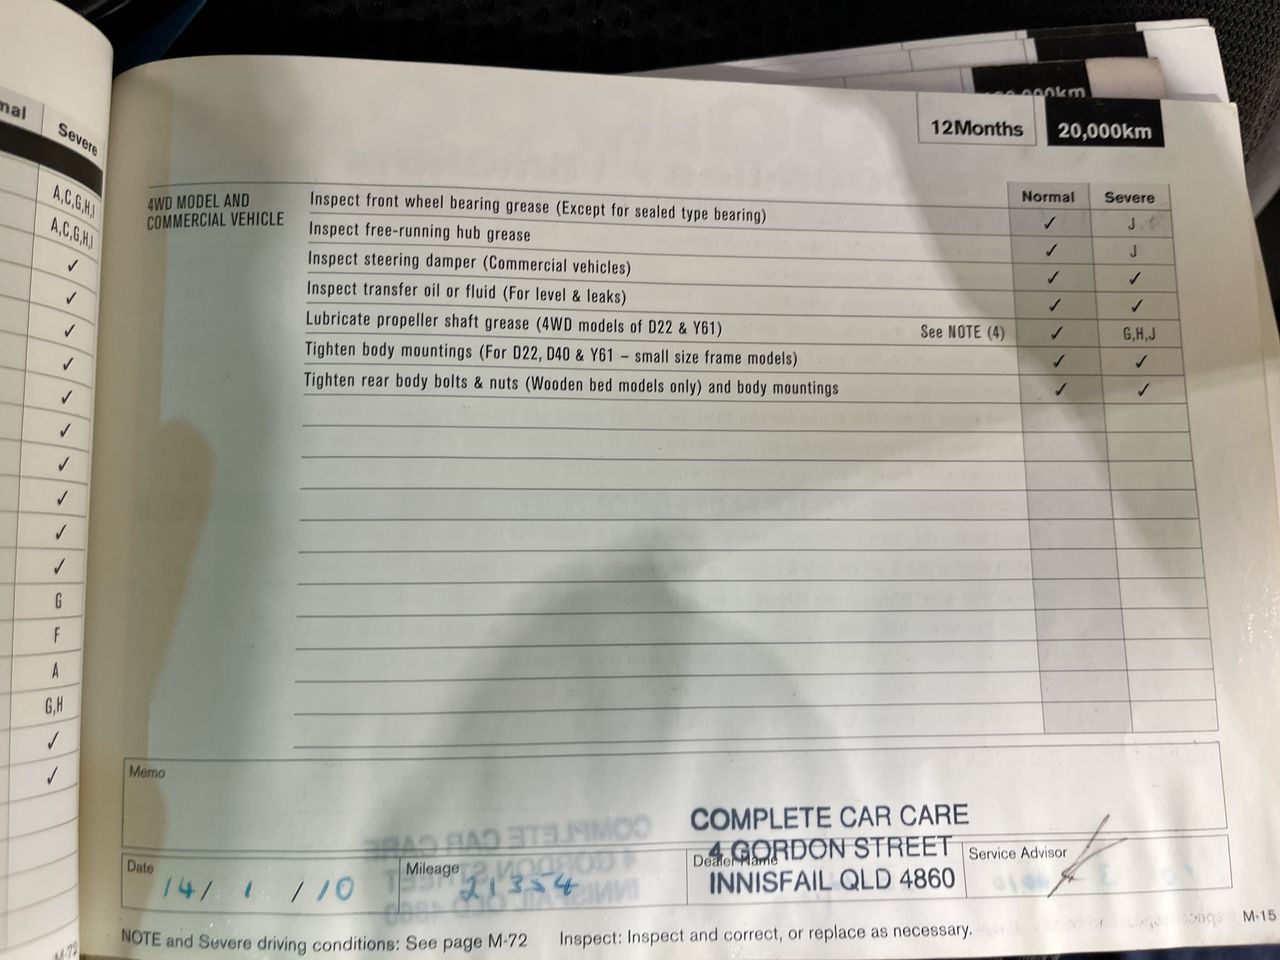 mal Severe
A,C,G,H,I
A,C,G,H,I
✓
✓
✓
✓
✓
✓
✓
✓
✓
✓
G
F
A
G,H
✓
✓
M-72
000km
12Months 20,000km
Normal Severe
4WD MODEL AND
COMMERCIAL VEHICLE
Inspect front wheel bearing grease (Except for sealed type bearing) ✓ J
Inspect free-running hub grease ✓ J
Inspect steering damper (Commercial vehicles) ✓ ✓
Inspect transfer oil or fluid (For level & leaks) ✓ ✓
Lubricate propeller shaft grease (4WD models of D22 & Y61) See NOTE (4) ✓ G,H,J
Tighten body mountings (For D22, D40 & Y61 – small size frame models) ✓ ✓
Tighten rear body bolts & nuts (Wooden bed models only) and body mountings ✓ ✓
Memo
COMPLETE CAR CARE
4 GORDON STREET
INNISFAIL QLD 4860
Date 14/ 1 / 10
Mileage 21354
Dealer Name
Service Advisor
NOTE and Severe driving conditions: See page M-72 Inspect: Inspect and correct, or replace as necessary.
M-15